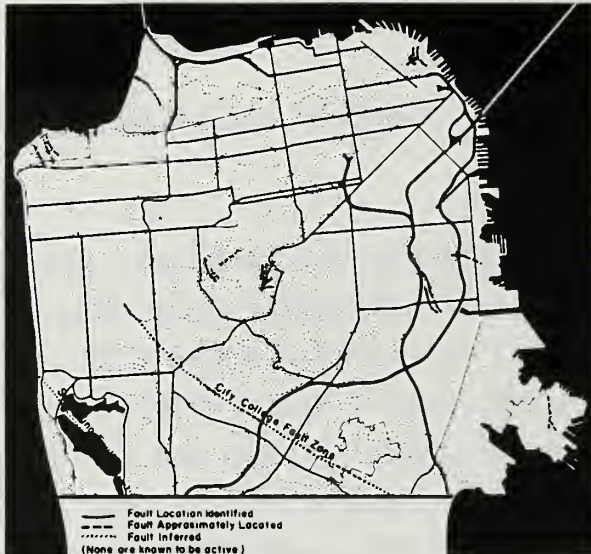 City College Fault Zone
Fault Location Identified
Fault Approximately Located
Fault Inferred
(None are known to be active)